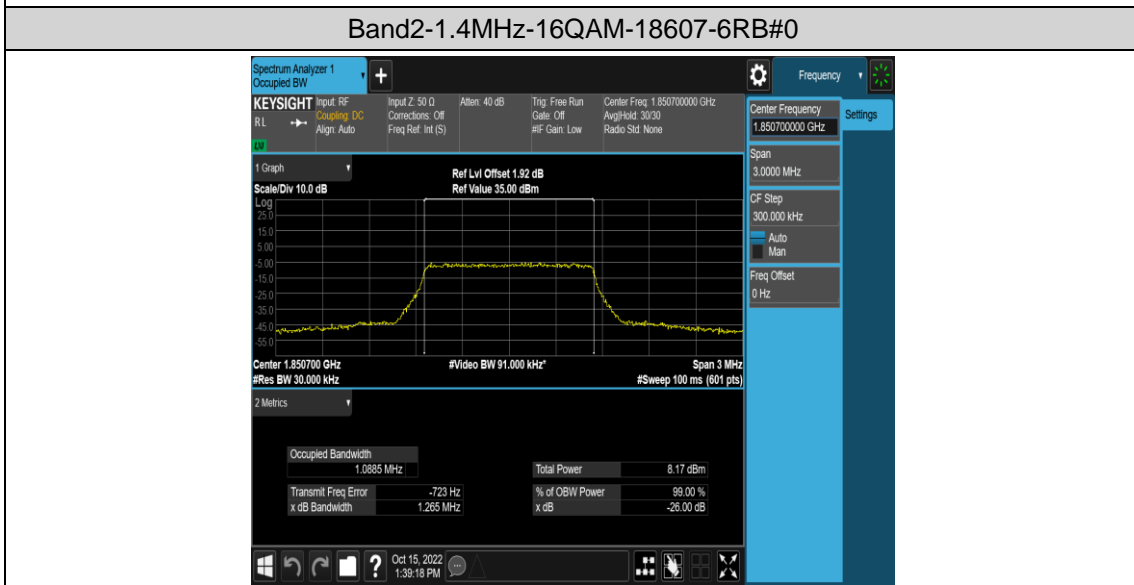 Band2-1.4MHz-16QAM-18607-6RB#0
Spectrum Analyzer 1
Occupied BW
+
Frequency
KEYSIGHT Input: RF Input Z: 50 Ω Atten: 40 dB Trig: Free Run Center Freq: 1.850700000 GHz
RL Coupling: DC Corrections: Off Gate: Off Avg|Hold: 30/30
Align: Auto Freq Ref: Int (S) #IF Gain: Low Radio Std: None
Center Frequency
1.850700000 GHz
Settings
Span
3.0000 MHz
CF Step
300.000 kHz
Auto
Man
Freq Offset
0 Hz
1 Graph
Ref Lvl Offset 1.92 dB
Scale/Div 10.0 dB Ref Value 35.00 dBm
Log
25.0
15.0
5.00
-5.00
-15.0
-25.0
-35.0
-45.0
-55.0
Center 1.850700 GHz #Video BW 91.000 kHz* Span 3 MHz
#Res BW 30.000 kHz #Sweep 100 ms (601 pts)
2 Metrics
Occupied Bandwidth
1.0885 MHz Total Power 8.17 dBm
Transmit Freq Error -723 Hz % of OBW Power 99.00 %
x dB Bandwidth 1.265 MHz x dB -26.00 dB
? Oct 15, 2022
1:39:18 PM